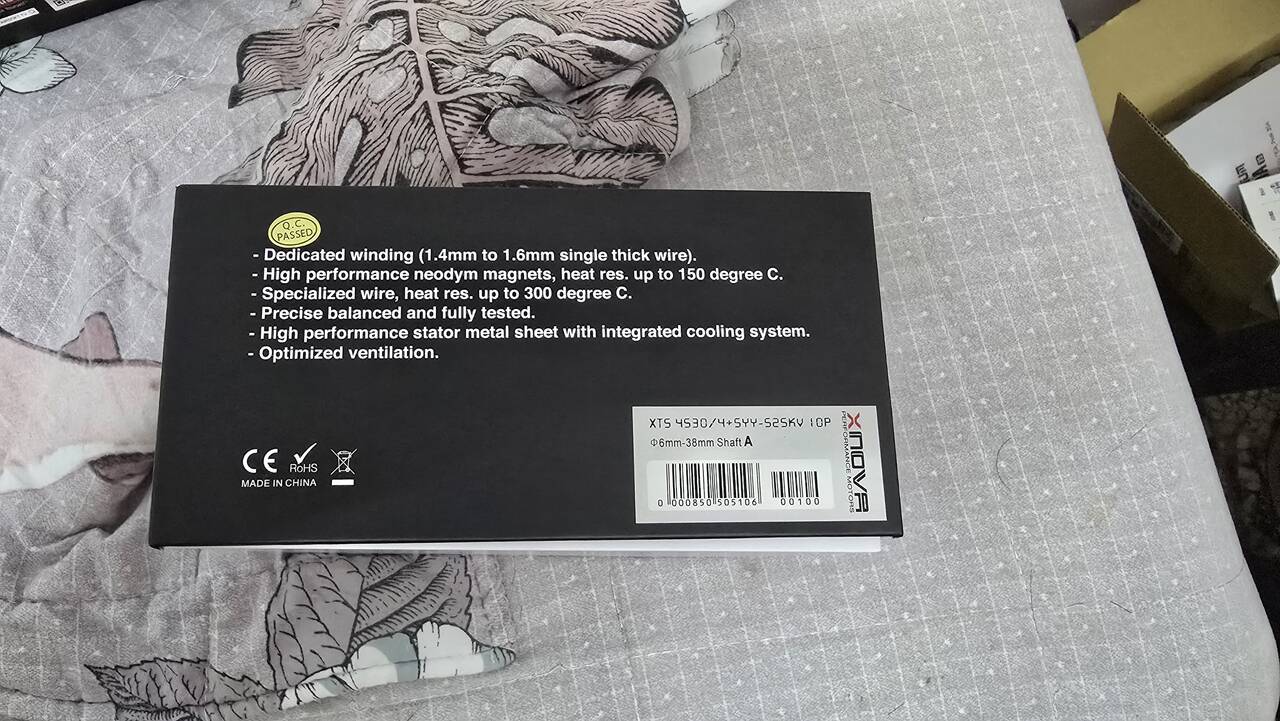 Q.C.
PASSED
- Dedicated winding (1.4mm to 1.6mm single thick wire).
- High performance neodym magnets, heat res. up to 150 degree C.
- Specialized wire, heat res. up to 300 degree C.
- Precise balanced and fully tested.
- High performance stator metal sheet with integrated cooling system.
- Optimized ventilation.
CE
RoHS
MADE IN CHINA
XTS 4530/4+5YY-525KV 10P
Φ6mm-38mm Shaft A
0 000850 505106 00100
XNOVA
PERFORMANCE MOTORS